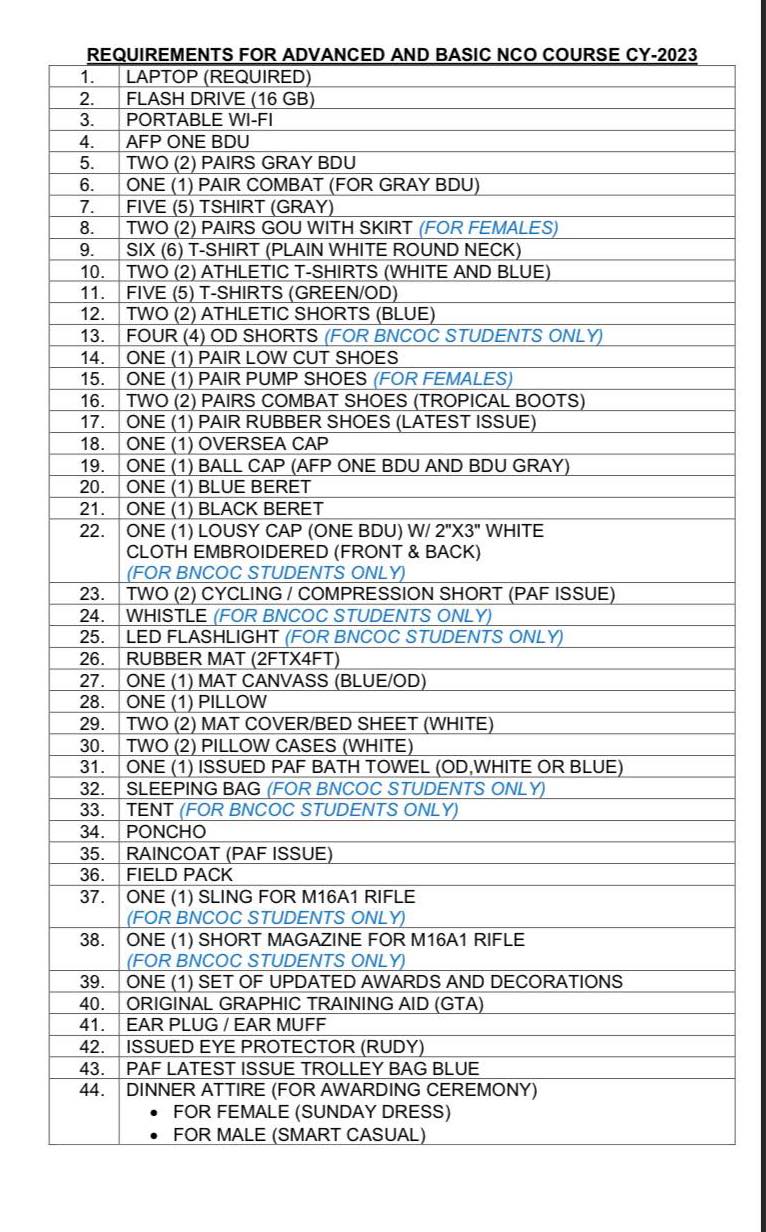 REQUIREMENTS FOR ADVANCED AND BASIC NCO COURSE CY-2023
1. LAPTOP (REQUIRED)
2. FLASH DRIVE (16 GB)
3. PORTABLE WI-FI
4. AFP ONE BDU
5. TWO (2) PAIRS GRAY BDU
6. ONE (1) PAIR COMBAT (FOR GRAY BDU)
7. FIVE (5) TSHIRT (GRAY)
8. TWO (2) PAIRS GOU WITH SKIRT (FOR FEMALES)
9. SIX (6) T-SHIRT (PLAIN WHITE ROUND NECK)
10. TWO (2) ATHLETIC T-SHIRTS (WHITE AND BLUE)
11. FIVE (5) T-SHIRTS (GREEN/OD)
12. TWO (2) ATHLETIC SHORTS (BLUE)
13. FOUR (4) OD SHORTS (FOR BNCOC STUDENTS ONLY)
14. ONE (1) PAIR LOW CUT SHOES
15. ONE (1) PAIR PUMP SHOES (FOR FEMALES)
16. TWO (2) PAIRS COMBAT SHOES (TROPICAL BOOTS)
17. ONE (1) PAIR RUBBER SHOES (LATEST ISSUE)
18. ONE (1) OVERSEA CAP
19. ONE (1) BALL CAP (AFP ONE BDU AND BDU GRAY)
20. ONE (1) BLUE BERET
21. ONE (1) BLACK BERET
22. ONE (1) LOUSY CAP (ONE BDU) W/ 2"X3" WHITE
CLOTH EMBROIDERED (FRONT & BACK)
(FOR BNCOC STUDENTS ONLY)
23. TWO (2) CYCLING / COMPRESSION SHORT (PAF ISSUE)
24. WHISTLE (FOR BNCOC STUDENTS ONLY)
25. LED FLASHLIGHT (FOR BNCOC STUDENTS ONLY)
26. RUBBER MAT (2FTX4FT)
27. ONE (1) MAT CANVASS (BLUE/OD)
28. ONE (1) PILLOW
29. TWO (2) MAT COVER/BED SHEET (WHITE)
30. TWO (2) PILLOW CASES (WHITE)
31. ONE (1) ISSUED PAF BATH TOWEL (OD,WHITE OR BLUE)
32. SLEEPING BAG (FOR BNCOC STUDENTS ONLY)
33. TENT (FOR BNCOC STUDENTS ONLY)
34. PONCHO
35. RAINCOAT (PAF ISSUE)
36. FIELD PACK
37. ONE (1) SLING FOR M16A1 RIFLE
(FOR BNCOC STUDENTS ONLY)
38. ONE (1) SHORT MAGAZINE FOR M16A1 RIFLE
(FOR BNCOC STUDENTS ONLY)
39. ONE (1) SET OF UPDATED AWARDS AND DECORATIONS
40. ORIGINAL GRAPHIC TRAINING AID (GTA)
41. EAR PLUG / EAR MUFF
42. ISSUED EYE PROTECTOR (RUDY)
43. PAF LATEST ISSUE TROLLEY BAG BLUE
44. DINNER ATTIRE (FOR AWARDING CEREMONY)
• FOR FEMALE (SUNDAY DRESS)
• FOR MALE (SMART CASUAL)